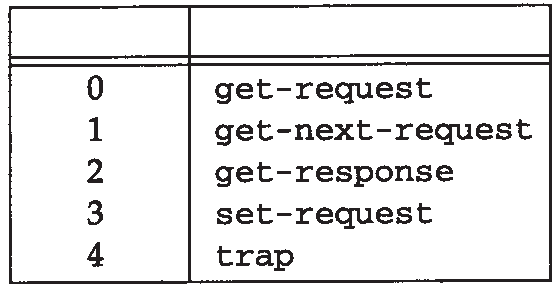 0 get-request
1 get-next-request
2 get-response
3 set-request
4 trap